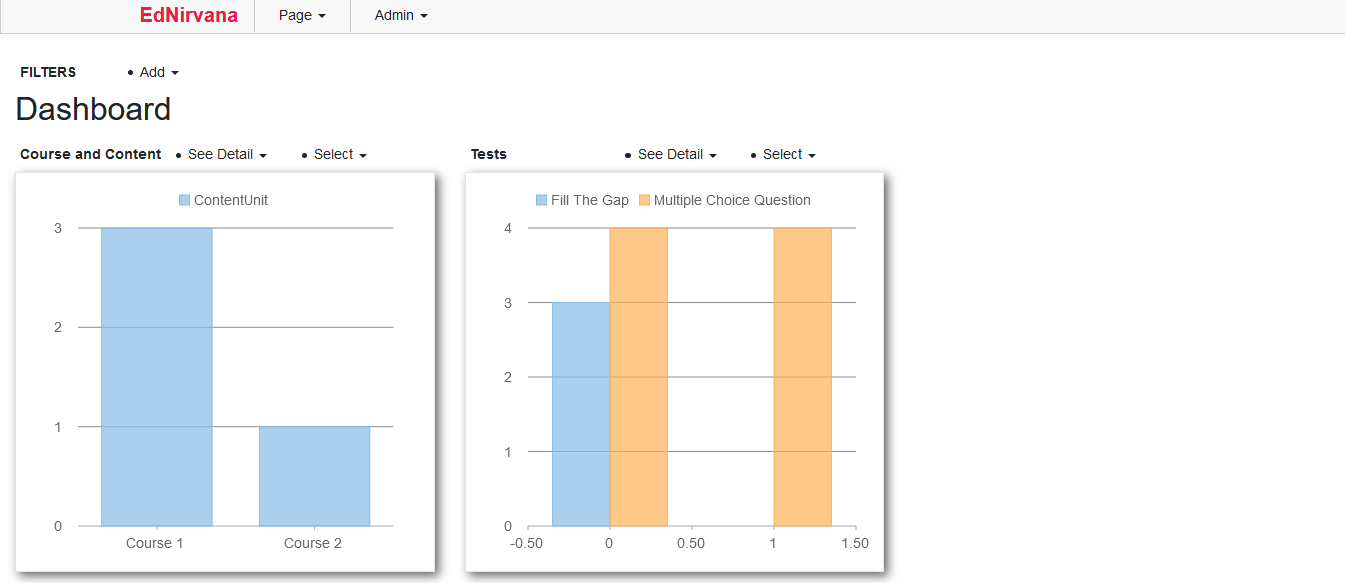 EdNirvana Page Admin
FILTERS • Add
Dashboard
Course and Content • See Detail • Select
ContentUnit
3
2
1
0
Course 1 Course 2
Tests • See Detail • Select
Fill The Gap Multiple Choice Question
4
3
2
1
0
-0.50 0 0.50 1 1.50